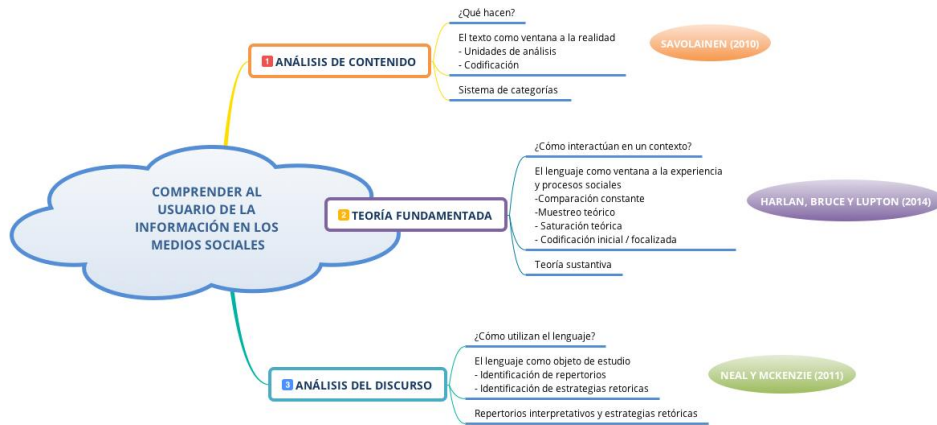 COMPRENDER AL
USUARIO DE LA
INFORMACIÓN EN LOS
MEDIOS SOCIALES
1 ANÁLISIS DE CONTENIDO
¿Qué hacen?
El texto como ventana a la realidad
- Unidades de análisis
- Codificación
Sistema de categorías
SAVOLAINEN (2010)
2 TEORÍA FUNDAMENTADA
¿Cómo interactúan en un contexto?
El lenguaje como ventana a la experiencia
y procesos sociales
-Comparación constante
-Muestreo teórico
- Saturación teórica
- Codificación inicial / focalizada
Teoría sustantiva
HARLAN, BRUCE Y LUPTON (2014)
3 ANÁLISIS DEL DISCURSO
¿Cómo utilizan el lenguaje?
El lenguaje como objeto de estudio
- Identificación de repertorios
- Identificación de estrategias retoricas
Repertorios interpretativos y estrategias retóricas
NEAL Y MCKENZIE (2011)